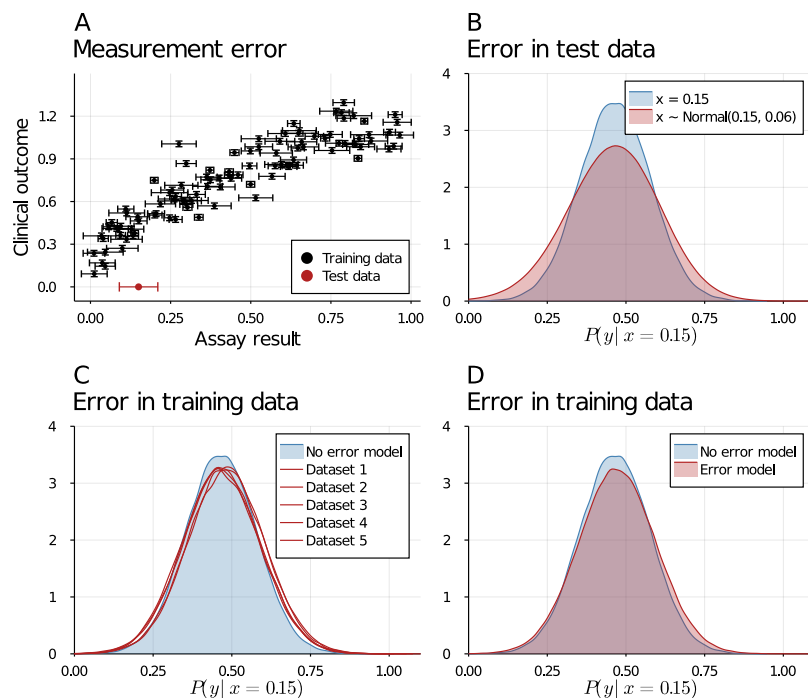 A
Measurement error
1.2
0.9
0.6
0.3
0.0
Clinical outcome
Training data
Test data
0.00 0.25 0.50 0.75 1.00
Assay result
B
Error in test data
4
3
2
1
0
x = 0.15
x ~ Normal(0.15, 0.06)
0.00 0.25 0.50 0.75 1.00
P(y| x = 0.15)
C
Error in training data
4
3
2
1
0
No error model
Dataset 1
Dataset 2
Dataset 3
Dataset 4
Dataset 5
0.00 0.25 0.50 0.75 1.00
P(y| x = 0.15)
D
Error in training data
4
3
2
1
0
No error model
Error model
0.00 0.25 0.50 0.75 1.00
P(y| x = 0.15)